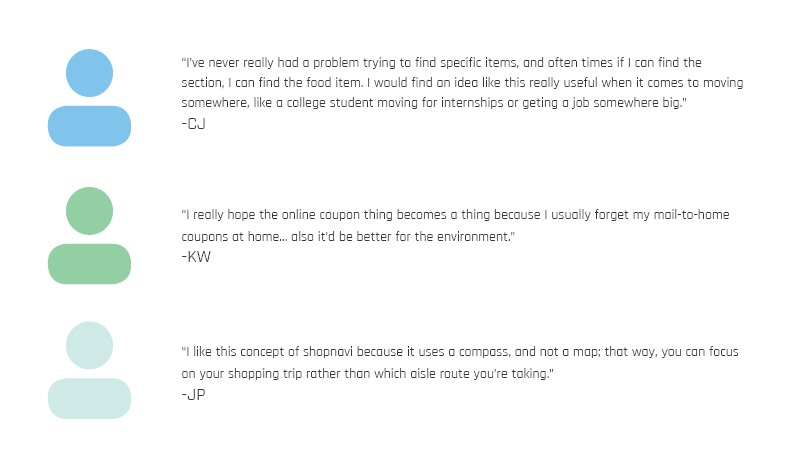 “I’ve never really had a problem trying to find specific items, and often times if I can find the
section, I can find the food item. I would find an idea like this really useful when it comes to moving
somewhere, like a college student moving for internships or geting a job somewhere big.”
-CJ
“I really hope the online coupon thing becomes a thing because I usually forget my mail-to-home
coupons at home... also it’d be better for the environment.”
-KW
“I like this concept of shopnavi because it uses a compass, and not a map; that way, you can focus
on your shopping trip rather than which aisle route you’re taking.”
-JP